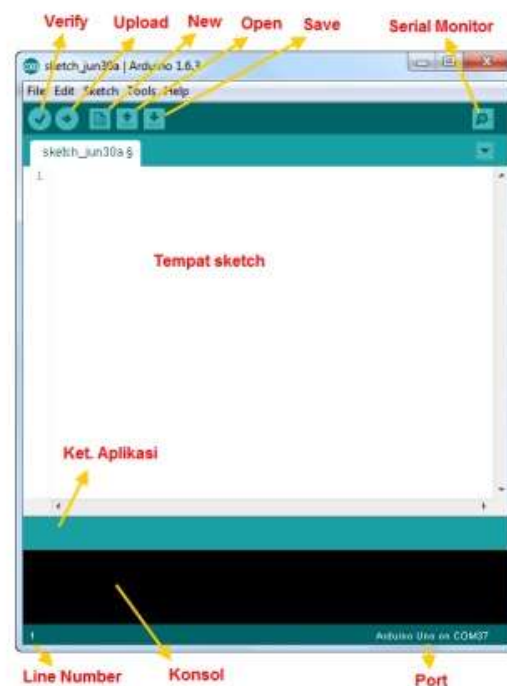 Verify Upload New Open Save Serial Monitor
sketch_jun30a | Arduino 1.6.3
File Edit Sketch Tools Help
sketch_jun30a §
1
Tempat sketch
Ket. Aplikasi
1 Arduino Uno on COM37
Line Number Konsol Port